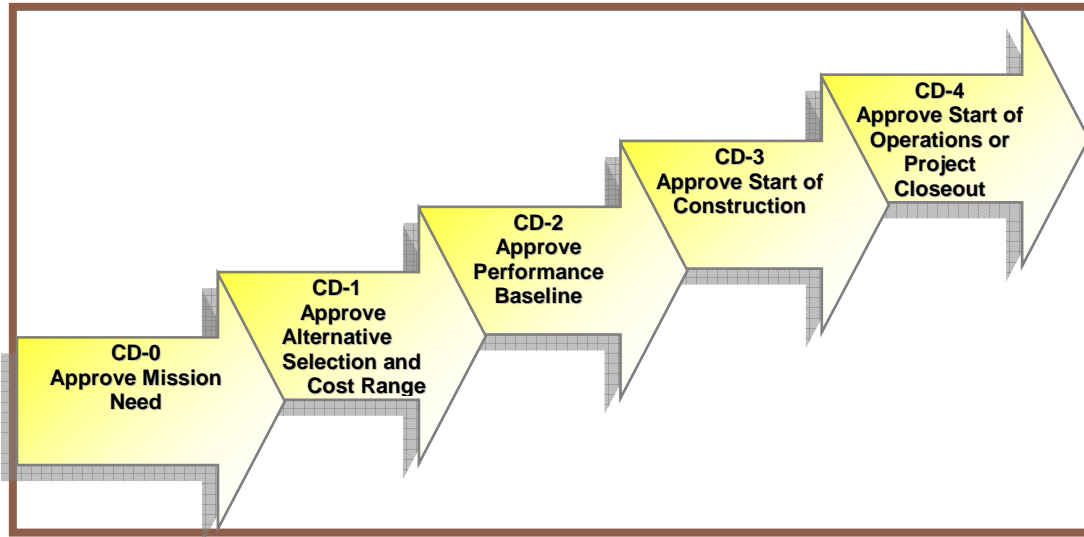 CD-0
Approve Mission
Need
CD-1
Approve
Alternative
Selection and
Cost Range
CD-2
Approve
Performance
Baseline
CD-3
Approve Start of
Construction
CD-4
Approve Start of
Operations or
Project
Closeout